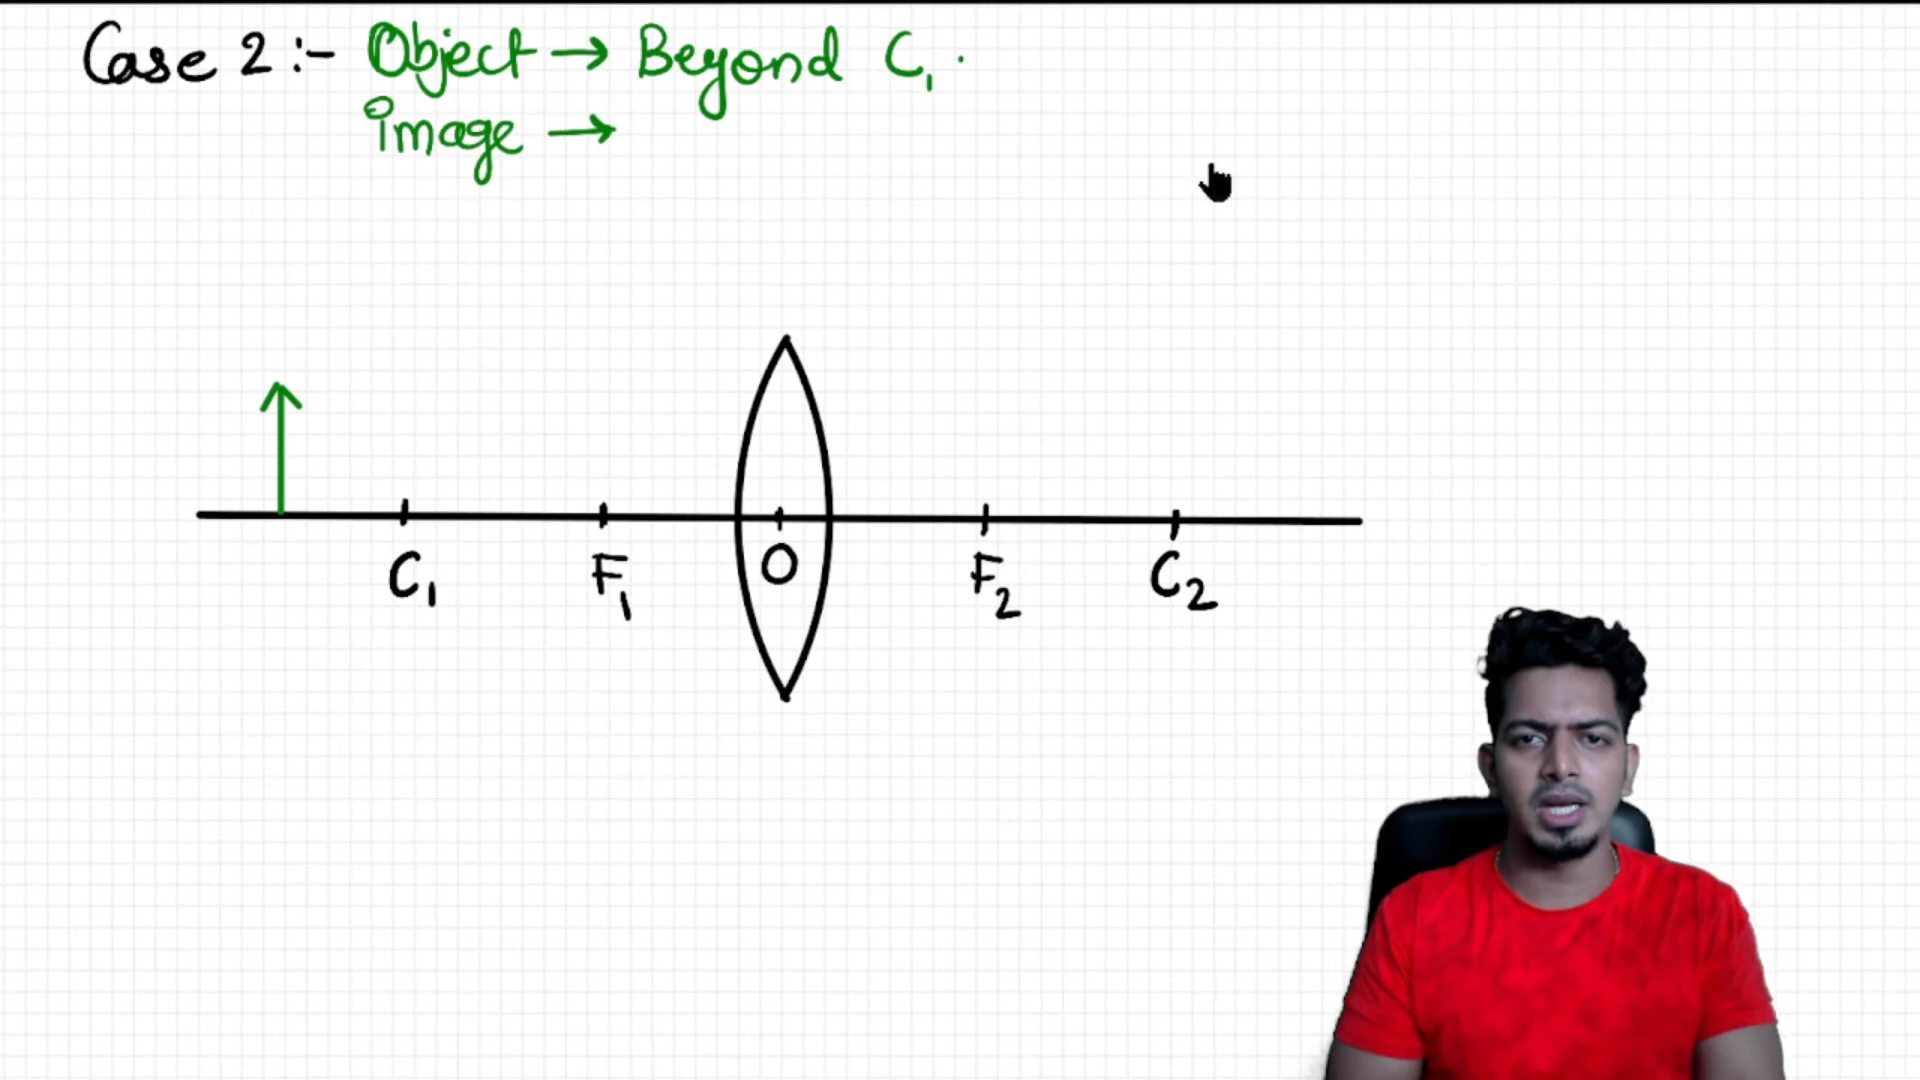 Case 2 :- Object → Beyond C₁.
image →
C₁ F₁ O F₂ C₂